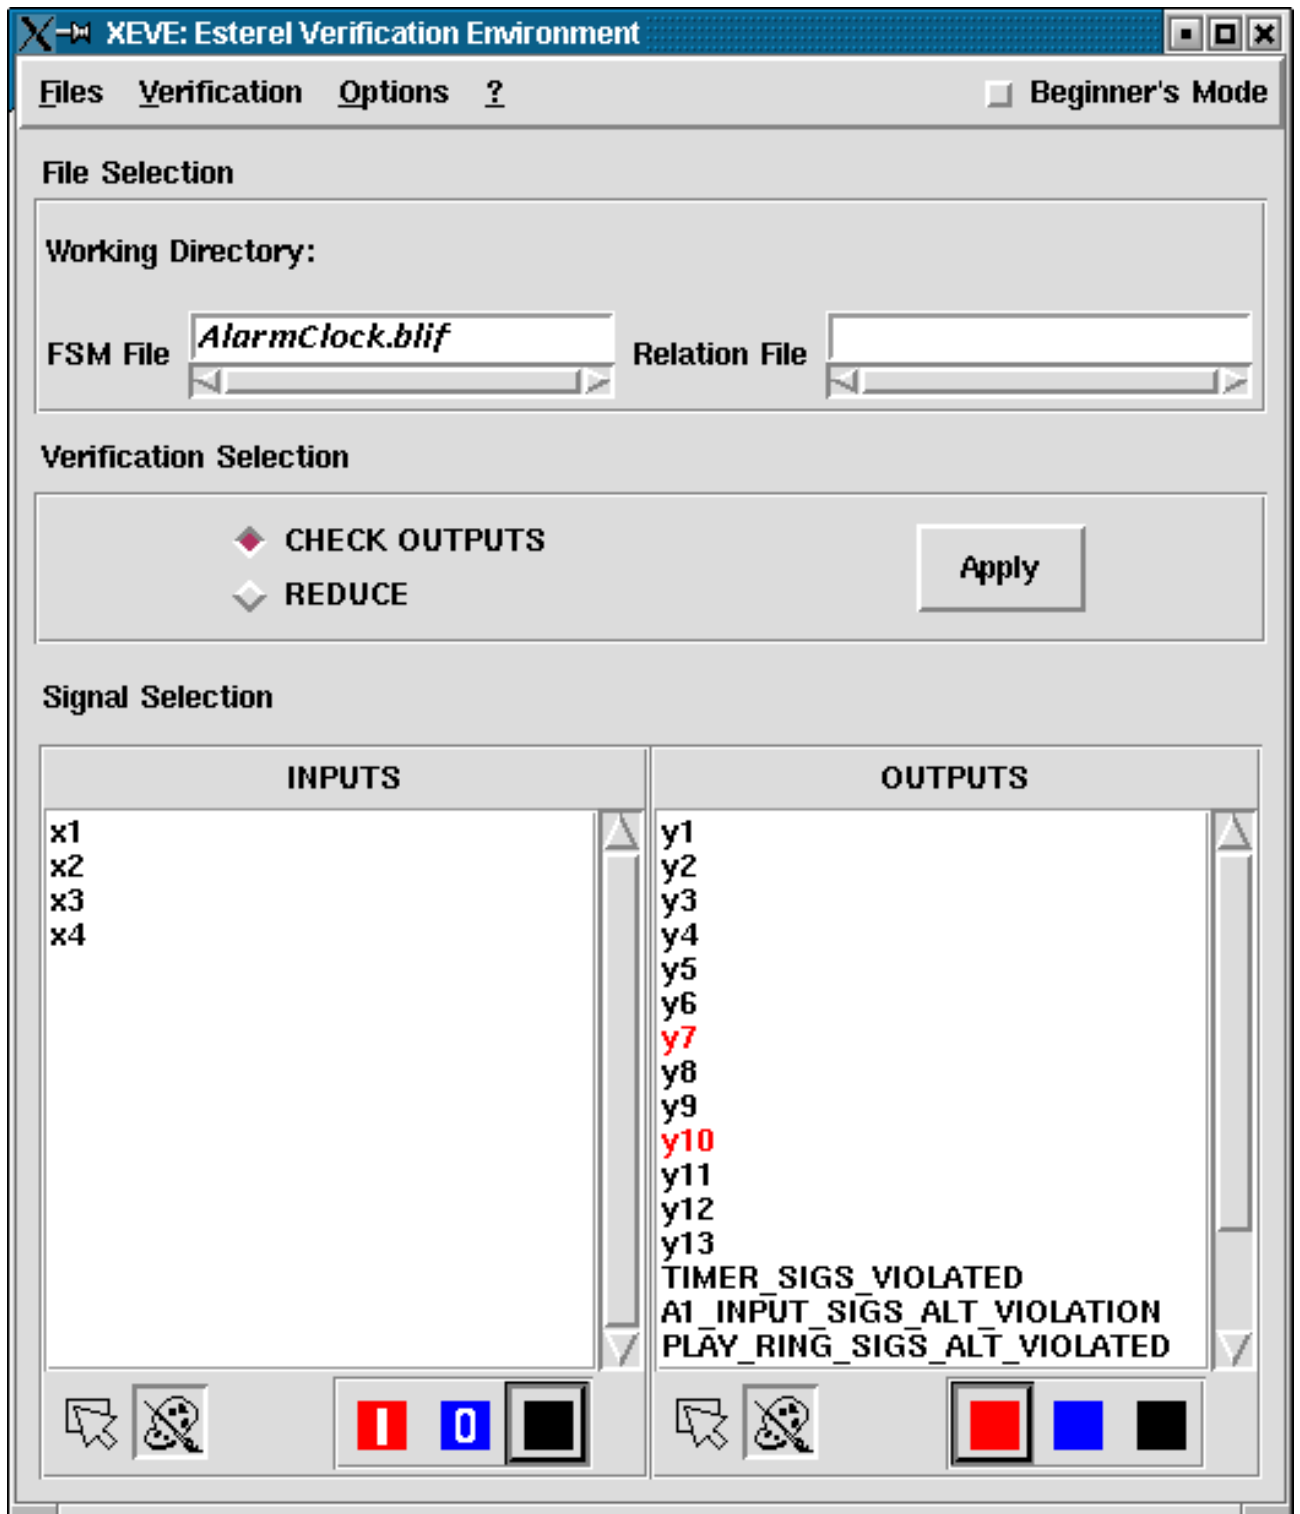 XEVE: Esterel Verification Environment
Files Verification Options ? Beginner's Mode
File Selection
Working Directory:
FSM File AlarmClock.blif Relation File
Verification Selection
CHECK OUTPUTS
REDUCE
Apply
Signal Selection
INPUTS
x1
x2
x3
x4
OUTPUTS
y1
y2
y3
y4
y5
y6
y7
y8
y9
y10
y11
y12
y13
TIMER_SIGS_VIOLATED
A1_INPUT_SIGS_ALT_VIOLATION
PLAY_RING_SIGS_ALT_VIOLATED
1 0